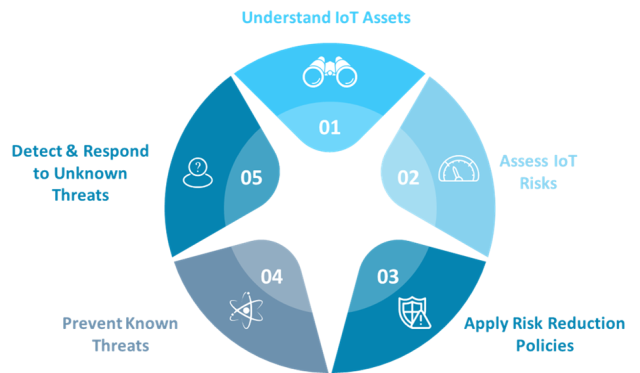 Understand IoT Assets
01
Assess IoT
Risks
02
Apply Risk Reduction
Policies
03
Prevent Known
Threats
04
Detect & Respond
to Unknown
Threats
05
?